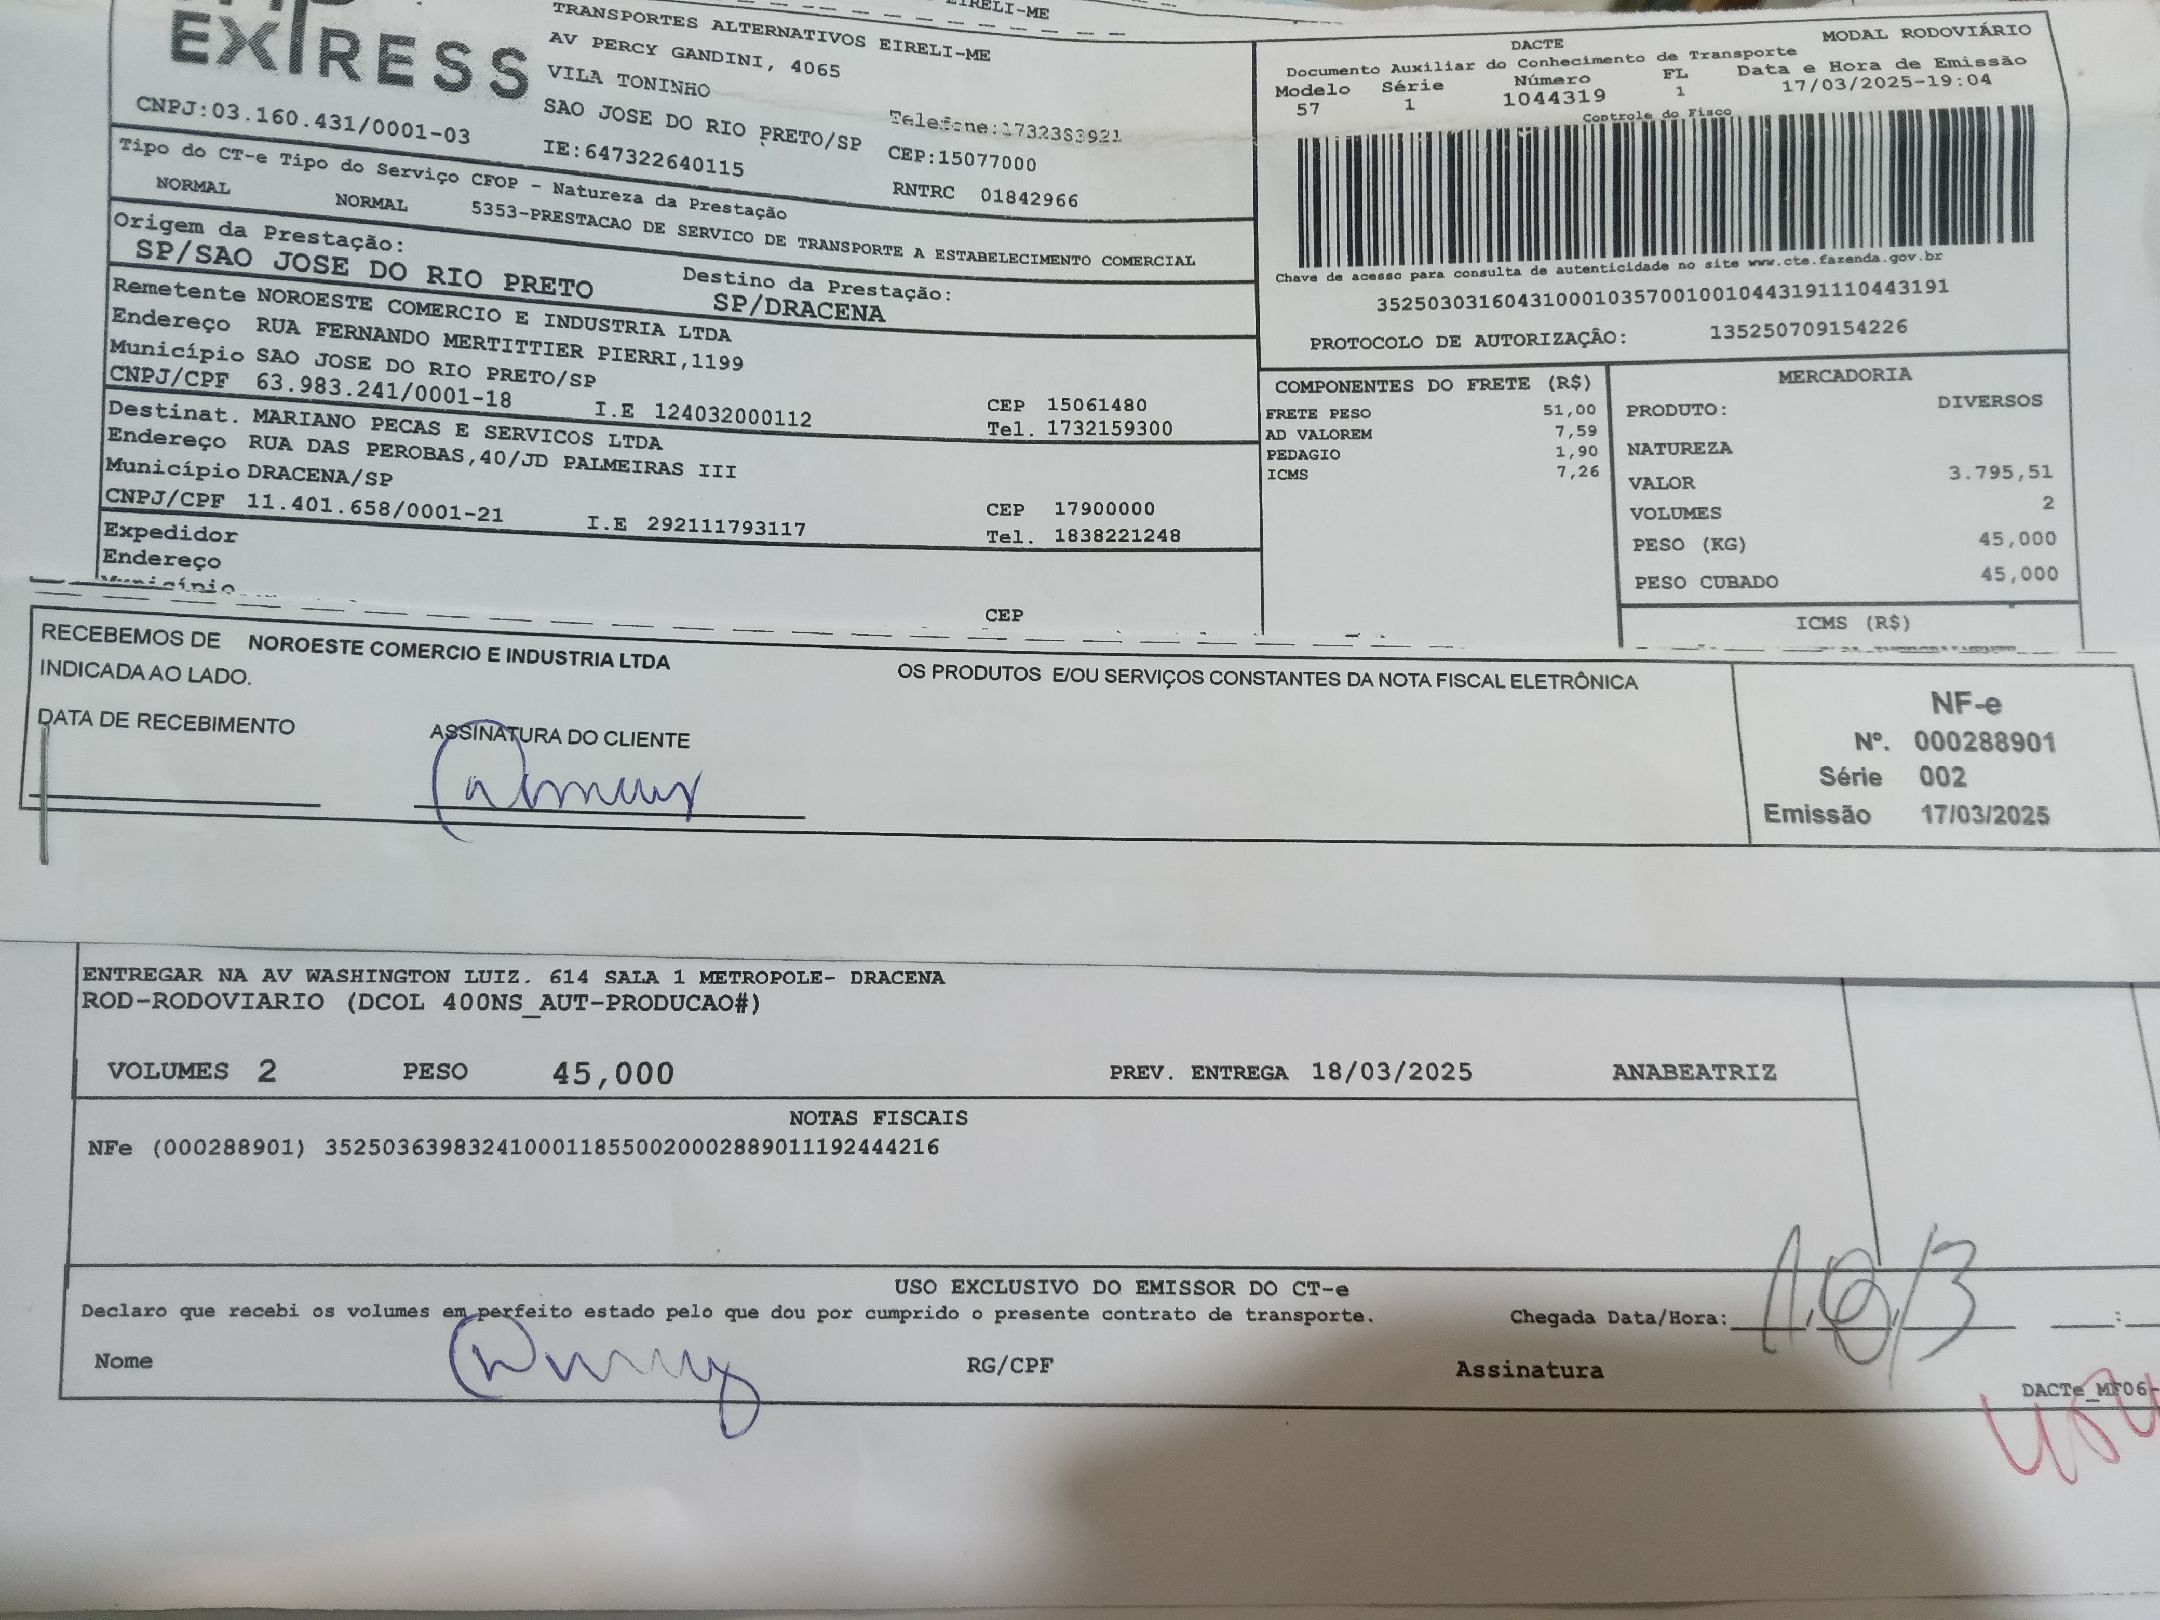 EIRELI-ME
EXPRESS
TRANSPORTES ALTERNATIVOS EIRELI-ME
AV PERCY GANDINI, 4065
VILA TONINHO
SAO JOSE DO RIO PRETO/SP
Telefone:1732353921
CNPJ:03.160.431/0001-03
IE:647322640115
CEP:15077000
RNTRC 01842966
Tipo do CT-e Tipo do Serviço CFOP - Natureza da Prestação
NORMAL NORMAL 5353-PRESTACAO DE SERVICO DE TRANSPORTE A ESTABELECIMENTO COMERCIAL
Origem da Prestação:
SP/SAO JOSE DO RIO PRETO
Destino da Prestação:
SP/DRACENA
Remetente NOROESTE COMERCIO E INDUSTRIA LTDA
Endereço RUA FERNANDO MERTITTIER PIERRI,1199
Município SAO JOSE DO RIO PRETO/SP
CEP 15061480
CNPJ/CPF 63.983.241/0001-18 I.E 124032000112 Tel. 1732159300
Destinat. MARIANO PECAS E SERVICOS LTDA
Endereço RUA DAS PEROBAS,40/JD PALMEIRAS III
Município DRACENA/SP
CEP 17900000
CNPJ/CPF 11.401.658/0001-21 I.E 292111793117 Tel. 1838221248
Expedidor
Endereço
Município
CEP
DACTE
MODAL RODOVIÁRIO
Documento Auxiliar do Conhecimento de Transporte
Modelo Série Número FL Data e Hora de Emissão
57 1 1044319 1 17/03/2025-19:04
Controle do Fisco
Chave de acesso para consulta de autenticidade no site www.cte.fazenda.gov.br
35250303160431000103570010010443191110443191
PROTOCOLO DE AUTORIZAÇÂO: 135250709154226
COMPONENTES DO FRETE (R$)
FRETE PESO 51,00
AD VALOREM 7,59
PEDAGIO 1,90
ICMS 7,26
MERCADORIA
PRODUTO: DIVERSOS
NATUREZA
VALOR 3.795,51
VOLUMES 2
PESO (KG) 45,000
PESO CUBADO 45,000
ICMS (R$)
RECEBEMOS DE NOROESTE COMERCIO E INDUSTRIA LTDA OS PRODUTOS E/OU SERVIÇOS CONSTANTES DA NOTA FISCAL ELETRÔNICA
INDICADA AO LADO.
DATA DE RECEBIMENTO ASSINATURA DO CLIENTE
NF-e
Nº. 000288901
Série 002
Emissão 17/03/2025
ENTREGAR NA AV WASHINGTON LUIZ. 614 SALA 1 METROPOLE- DRACENA
ROD-RODOVIARIO (DCOL 400NS_AUT-PRODUCAO#)
VOLUMES 2 PESO 45,000 PREV. ENTREGA 18/03/2025 ANABEATRIZ
NOTAS FISCAIS
NFe (000288901) 35250363983241000118550020002889011192444216
USO EXCLUSIVO DO EMISSOR DO CT-e
Declaro que recebi os volumes em perfeito estado pelo que dou por cumprido o presente contrato de transporte. Chegada Data/Hora:
Nome RG/CPF Assinatura
DACTe_MF06-